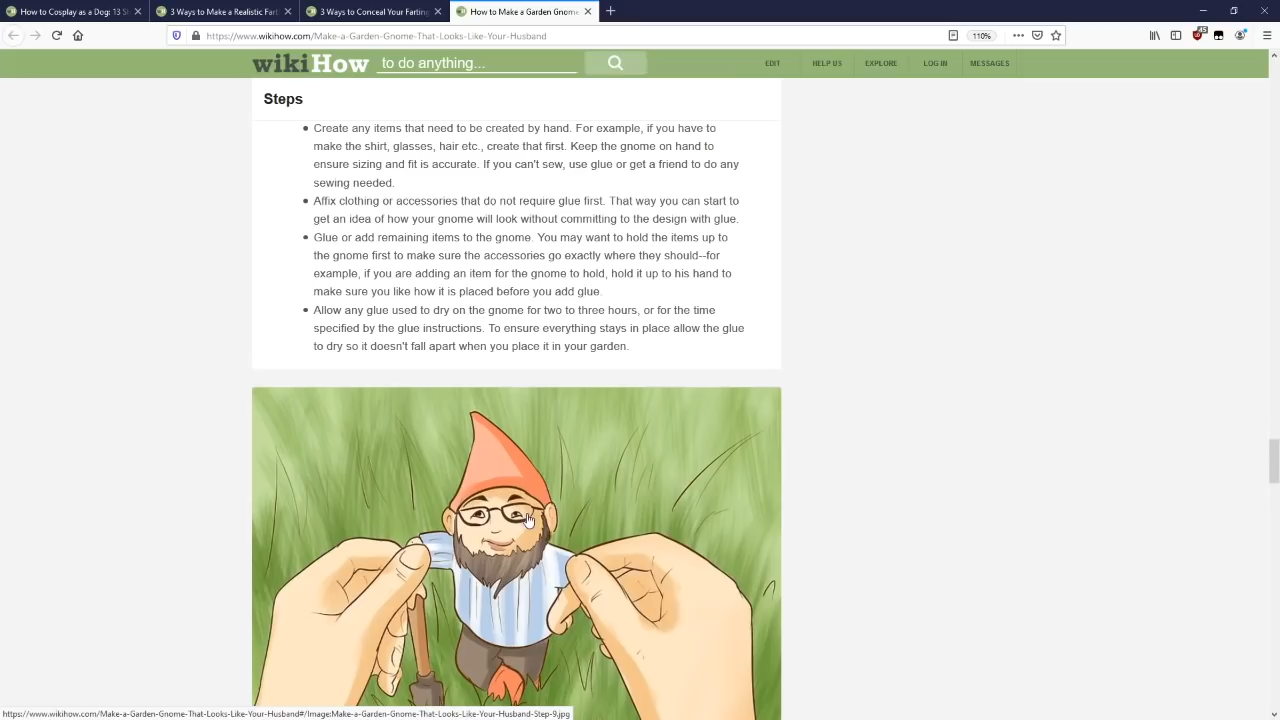 How to Cosplay as a Dog: 13 St
3 Ways to Make a Realistic Fart
3 Ways to Conceal Your Farting
How to Make a Garden Gnome
https://www.wikihow.com/Make-a-Garden-Gnome-That-Looks-Like-Your-Husband
110%
wikiHow to do anything...
EDIT
HELP US
EXPLORE
LOG IN
MESSAGES
Steps
Create any items that need to be created by hand. For example, if you have to
make the shirt, glasses, hair etc., create that first. Keep the gnome on hand to
ensure sizing and fit is accurate. If you can't sew, use glue or get a friend to do any
sewing needed.
Affix clothing or accessories that do not require glue first. That way you can start to
get an idea of how your gnome will look without committing to the design with glue.
Glue or add remaining items to the gnome. You may want to hold the items up to
the gnome first to make sure the accessories go exactly where they should--for
example, if you are adding an item for the gnome to hold, hold it up to his hand to
make sure you like how it is placed before you add glue.
Allow any glue used to dry on the gnome for two to three hours, or for the time
specified by the glue instructions. To ensure everything stays in place allow the glue
to dry so it doesn't fall apart when you place it in your garden.
https://www.wikihow.com/Make-a-Garden-Gnome-That-Looks-Like-Your-Husband#/Image:Make-a-Garden-Gnome-That-Looks-Like-Your-Husband-Step-9.jpg